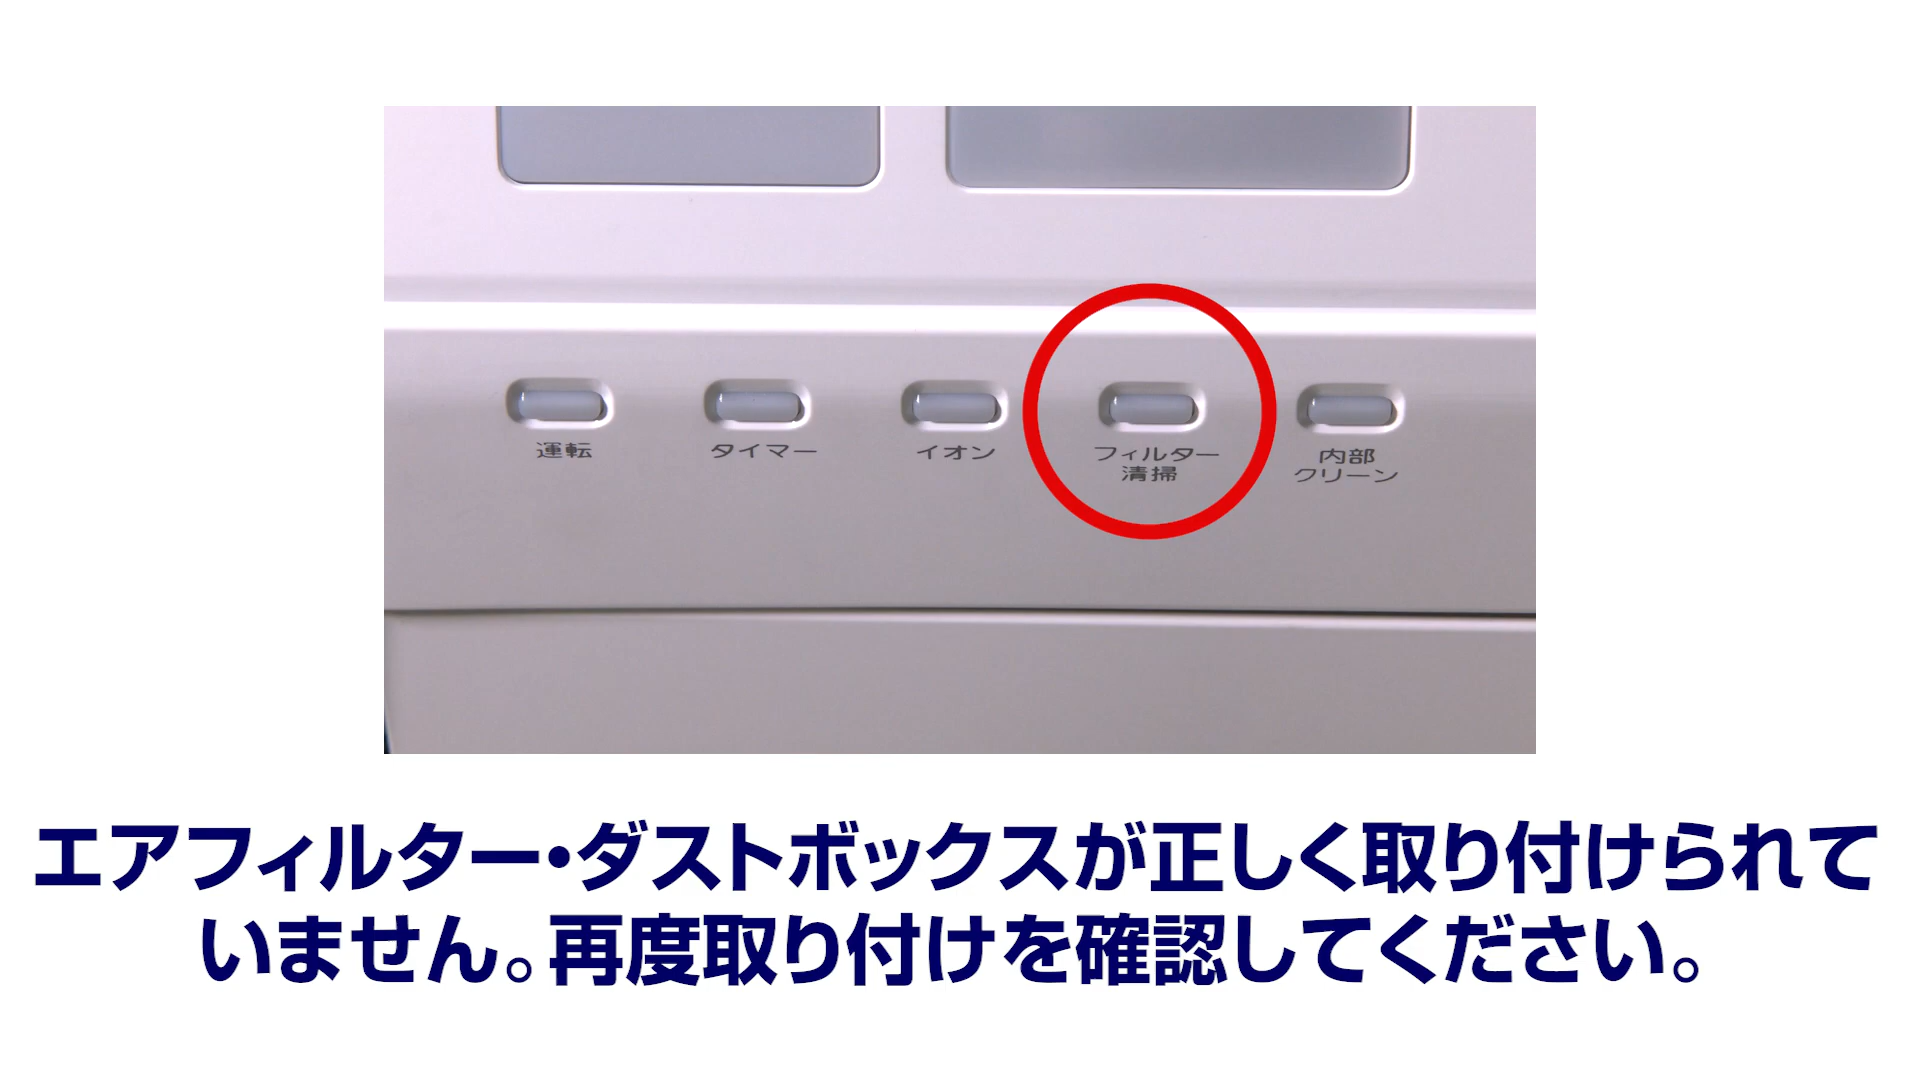 運転
タイマー
イオン
フィルター
清掃
内部
クリーン
エアフィルター・ダストボックスが正しく取り付けられて
いません。再度取り付けを確認してください。